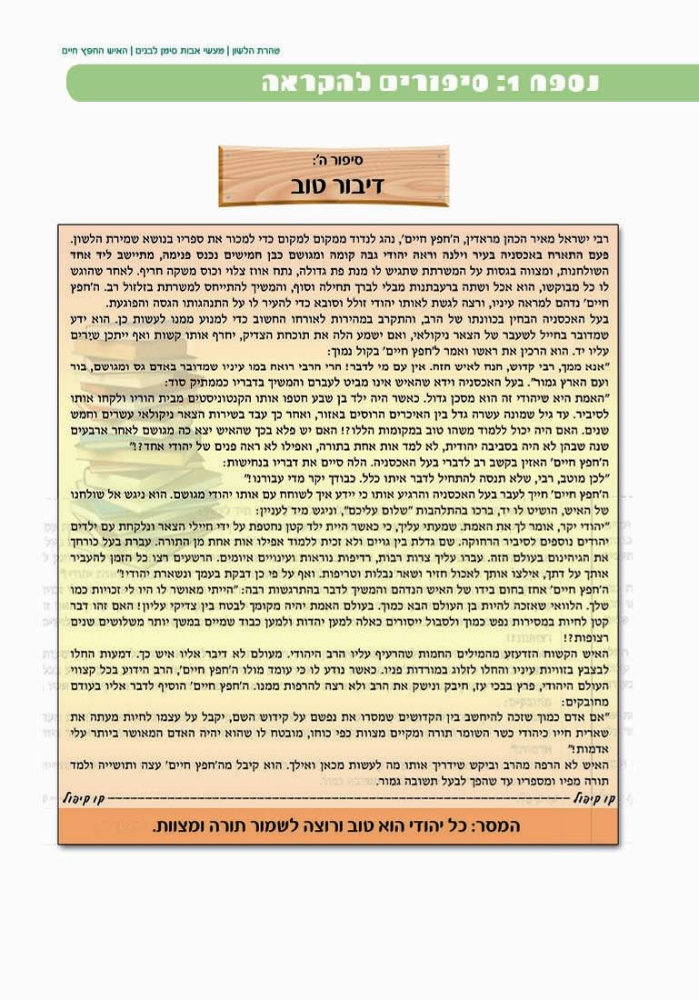 טהרת הלשון | מעשי אבות סימן לבנים | האיש החפץ חיים
נספח 1: סיפורים להקראה
סיפור ה':
דיבור טוב
רבי ישראל מאיר הכהן מראדין, ה'חפץ חיים', נהג לנדוד ממקום למקום כדי למכור את ספריו בנושא שמירת הלשון.
פעם התארח באכסניה בעיר וילנה וראה יהודי גבה קומה ומגושם כבן חמישים נכנס פנימה, מתיישב ליד אחד
השולחנות, ומצווה בגסות על המשרתת שתגיש לו מנת פת גדולה, נתח אווז צלוי וכוס משקה חריף. לאחר שהוגש
לו כל מבוקשו, הוא אכל ושתה ברעבתנות מבלי לברך תחילה וסוף, והמשיך להתייחס למשרתת בזלזול רב. ה'חפץ
חיים' נדהם למראה עיניו, ורצה לגשת לאותו יהודי זולל וסובא כדי להעיר לו על התנהגותו הגסה והפוגעת.
בעל האכסניה הבחין בכוונתו של הרב, והתקרב במהירות לאורחו החשוב כדי למנוע ממנו לעשות כן. הוא ידע
שמדובר בחייל לשעבר של הצאר ניקולאי, ואם ישמע הלה את תוכחת הצדיק, יחרף אותו קשות ואף ייתכן שירים
עליו יד. הוא הרכין את ראשו ואמר ל'חפץ חיים' בקול נמוך:
"אנא ממך, רבי קדוש, הנח לאיש הזה. אין עם מי לדבר! הרי הרבי רואה במו עיניו שמדובר באדם גס ומגושם, בור
ועם הארץ גמור". בעל האכסניה וידא שהאיש אינו מביט לעברם והמשיך בדבריו כממתיק סוד:
"האמת היא שיהודי זה הוא מסכן גדול. כאשר היה ילד בן שבע חטפו אותו הקנטוניסטים מבית הוריו ולקחו אותו
לסיביר. עד גיל שמונה עשרה גדל בין האיכרים הרוסים באזור, ואחר כך עבד בשירות הצאר ניקולאי עשרים וחמש
שנים. האם היה יכול ללמוד משהו טוב במקומות הללו?! האם יש פלא בכך שהאיש יצא כה מגושם לאחר ארבעים
שנה שבהן לא היה בסביבה יהודית, לא למד אות אחת בתורה, ואפילו לא ראה פנים של יהודי אחד?!"
ה'חפץ חיים' האזין בקשב רב לדברי בעל האכסניה. הלה סיים את דבריו בנחישות:
"לכן מוטב, רבי, שלא תנסה להתחיל לדבר איתו כלל. כבודך יקר מדי עבורנו!"
ה'חפץ חיים' חייך לעבר בעל האכסניה והרגיע אותו כי יידע איך לשוחח עם אותו יהודי מגושם. הוא ניגש אל שולחנו
של האיש, הושיט לו יד, ברכו בהתלהבות "שלום עליכם", וניגש מיד לעניין:
"יהודי יקר, אומר לך את האמת. שמעתי עליך, כי כאשר היית ילד קטן נחטפת על ידי חיילי הצאר ונלקחת עם ילדים
יהודים נוספים לסיביר הרחוקה. שם גדלת בין גויים ולא זכית ללמוד אפילו אות אחת מן התורה. עברת בעל כורחך
את הגיהינום בעולם הזה. עברו עליך צרות רבות, רדיפות נוראות ועינויים איומים. הרשעים רצו כל הזמן להעביר
אותך על דתך, אילצו אותך לאכול חזיר ושאר נבלות וטריפות. ואף על פי כן דבקת בעמך ונשארת יהודי!"
ה'חפץ חיים' אחז בחום בידו של האיש הנדהם והמשיך לדבר בהתרגשות רבה: "הייתי מאושר לו היו לי זכויות כמו
שלך. הלוואי שאזכה להיות בן העולם הבא כמוך. בעולם האמת יהיה מקומך לבטח בין צדיקי עליון! האם זהו דבר
קטן לחיות במסירות נפש כמוך ולסבול ייסורים כאלה למען יהדות ולמען כבוד שמיים במשך יותר משלושים שנים
רצופות?!
האיש הקשוח הזדעזע מהמילים החמות שהרעיף עליו הרב היהודי. מעולם לא דיבר אליו איש כך. דמעות החלו
לבצבץ בזוויות עיניו והחלו לזלוג במורדות פניו. כאשר נודע לו כי עומד מולו ה'חפץ חיים', הרב הידוע בכל קצווי
העולם היהודי, פרץ בבכי עז, חיבק ונישק את הרב ולא רצה להרפות ממנו. ה'חפץ חיים' הוסיף לדבר אליו בעודם
מחובקים:
"אם אדם כמוך שזכה להיחשב בין הקדושים שמסרו את נפשם על קידוש השם, יקבל על עצמו לחיות מעתה את
שארית חייו כיהודי כשר השומר תורה ומקיים מצוות כפי כוחו, מובטח לו שהוא יהיה האדם המאושר ביותר עלי
אדמות!"
האיש לא הרפה מהרב וביקש שידריך אותו מה לעשות מכאן ואילך. הוא קיבל מה'חפץ חיים' עצה ותושייה ולמד
תורה מפיו ומספריו עד שהפך לבעל תשובה גמור.
קו קיפול ---------- קו קיפול
המסר: כל יהודי הוא טוב ורוצה לשמור תורה ומצוות.